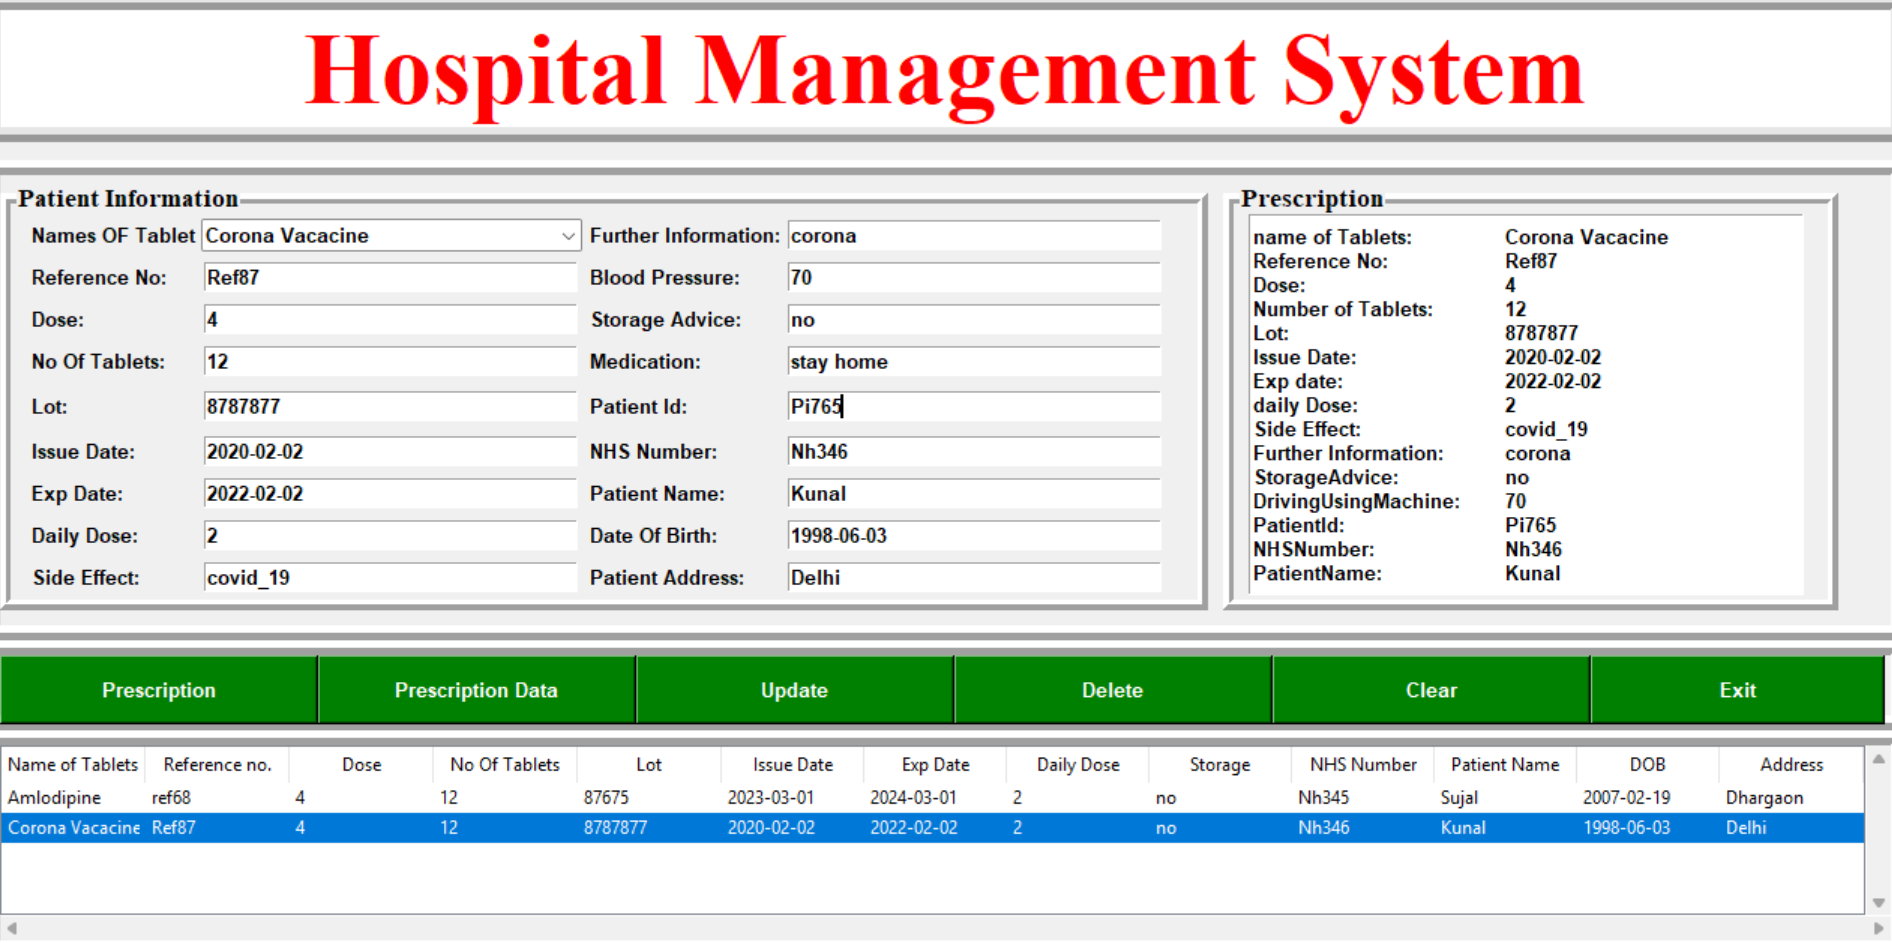 Hospital Management System
Patient Information
Names OF Tablet Corona Vacacine Further Information: corona
Reference No: Ref87 Blood Pressure: 70
Dose: 4 Storage Advice: no
No Of Tablets: 12 Medication: stay home
Lot: 8787877 Patient Id: Pi765
Issue Date: 2020-02-02 NHS Number: Nh346
Exp Date: 2022-02-02 Patient Name: Kunal
Daily Dose: 2 Date Of Birth: 1998-06-03
Side Effect: covid_19 Patient Address: Delhi
Prescription
name of Tablets: Corona Vacacine
Reference No: Ref87
Dose: 4
Number of Tablets: 12
Lot: 8787877
Issue Date: 2020-02-02
Exp date: 2022-02-02
daily Dose: 2
Side Effect: covid_19
Further Information: corona
StorageAdvice: no
DrivingUsingMachine: 70
PatientId: Pi765
NHSNumber: Nh346
PatientName: Kunal
Prescription Prescription Data Update Delete Clear Exit
Name of Tablets Reference no. Dose No Of Tablets Lot Issue Date Exp Date Daily Dose Storage NHS Number Patient Name DOB Address
Amlodipine ref68 4 12 87675 2023-03-01 2024-03-01 2 no Nh345 Sujal 2007-02-19 Dhargaon
Corona Vacacine Ref87 4 12 8787877 2020-02-02 2022-02-02 2 no Nh346 Kunal 1998-06-03 Delhi